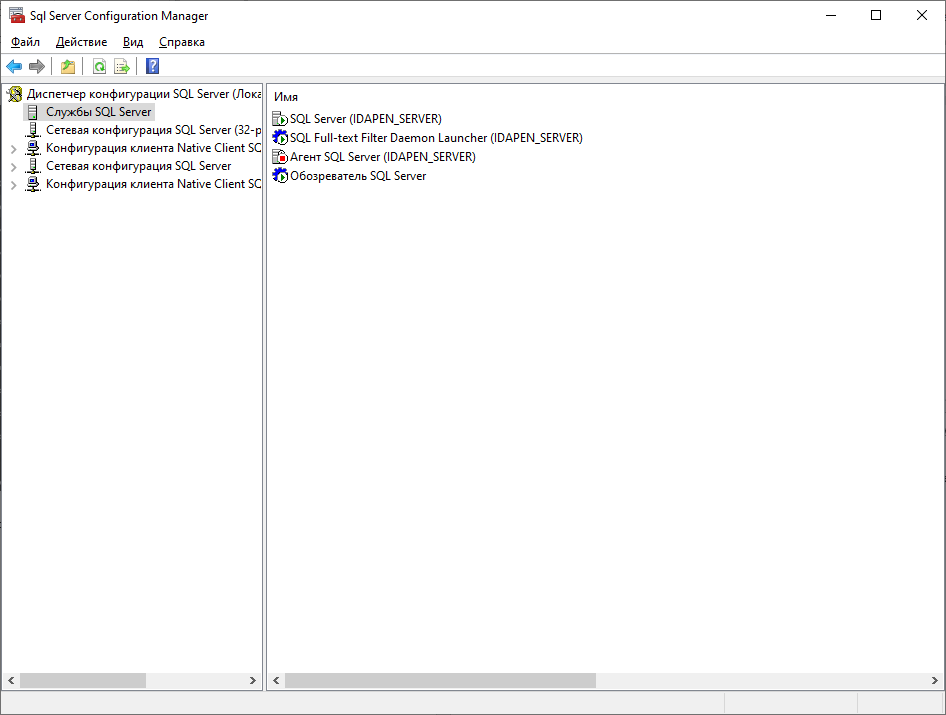 Sql Server Configuration Manager
Файл Действие Вид Справка
Диспетчер конфигурации SQL Server (Лока
Службы SQL Server
Сетевая конфигурация SQL Server (32-р
Конфигурация клиента Native Client SQ
Сетевая конфигурация SQL Server
Конфигурация клиента Native Client SQ
Имя
SQL Server (IDAPEN_SERVER)
SQL Full-text Filter Daemon Launcher (IDAPEN_SERVER)
Агент SQL Server (IDAPEN_SERVER)
Обозреватель SQL Server